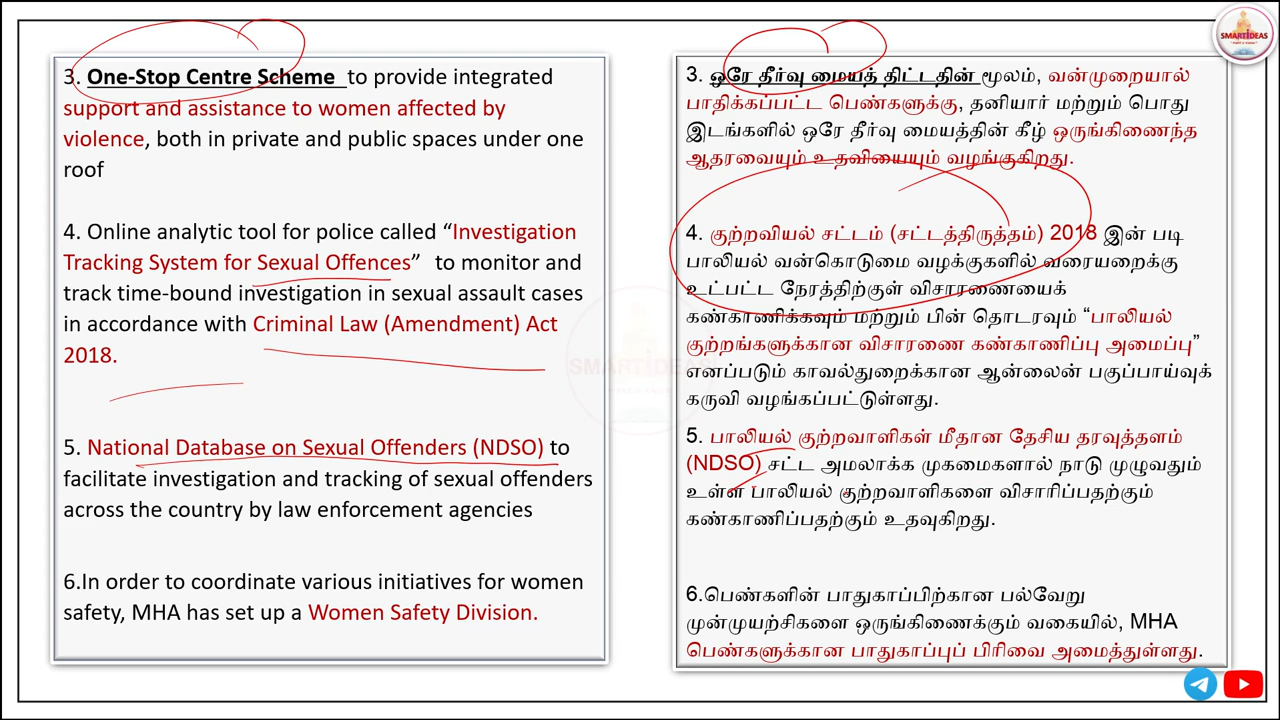 3. One-Stop Centre Scheme to provide integrated
support and assistance to women affected by
violence, both in private and public spaces under one
roof
4. Online analytic tool for police called “Investigation
Tracking System for Sexual Offences” to monitor and
track time-bound investigation in sexual assault cases
in accordance with Criminal Law (Amendment) Act
2018.
5. National Database on Sexual Offenders (NDSO) to
facilitate investigation and tracking of sexual offenders
across the country by law enforcement agencies
6.In order to coordinate various initiatives for women
safety, MHA has set up a Women Safety Division.
3. ஒரே தீர்வு மையத் திட்டதின் மூலம், வன்முறையால்
பாதிக்கப்பட்ட பெண்களுக்கு, தனியார் மற்றும் பொது
இடங்களில் ஒரே தீர்வு மையத்தின் கீழ் ஒருங்கிணைந்த
ஆதரவையும் உதவியையும் வழங்குகிறது.
4. குற்றவியல் சட்டம் (சட்டத்திருத்தம்) 2018 இன் படி
பாலியல் வன்கொடுமை வழக்குகளில் வரையறைக்கு
உட்பட்ட நேரத்திற்குள் விசாரணையைக்
கண்காணிக்கவும் மற்றும் பின் தொடரவும் “பாலியல்
குற்றங்களுக்கான விசாரணை கண்காணிப்பு அமைப்பு”
எனப்படும் காவல்துறைக்கான ஆன்லைன் பகுப்பாய்வுக்
கருவி வழங்கப்பட்டுள்ளது.
5. பாலியல் குற்றவாளிகள் மீதான தேசிய தரவுத்தளம்
(NDSO) சட்ட அமலாக்க முகமைகளால் நாடு முழுவதும்
உள்ள பாலியல் குற்றவாளிகளை விசாரிப்பதற்கும்
கண்காணிப்பதற்கும் உதவுகிறது.
6.பெண்களின் பாதுகாப்பிற்கான பல்வேறு
முன்முயற்சிகளை ஒருங்கிணைக்கும் வகையில், MHA
பெண்களுக்கான பாதுகாப்புப் பிரிவை அமைத்துள்ளது.
SMARTIDEAS
SMARTIDEAS